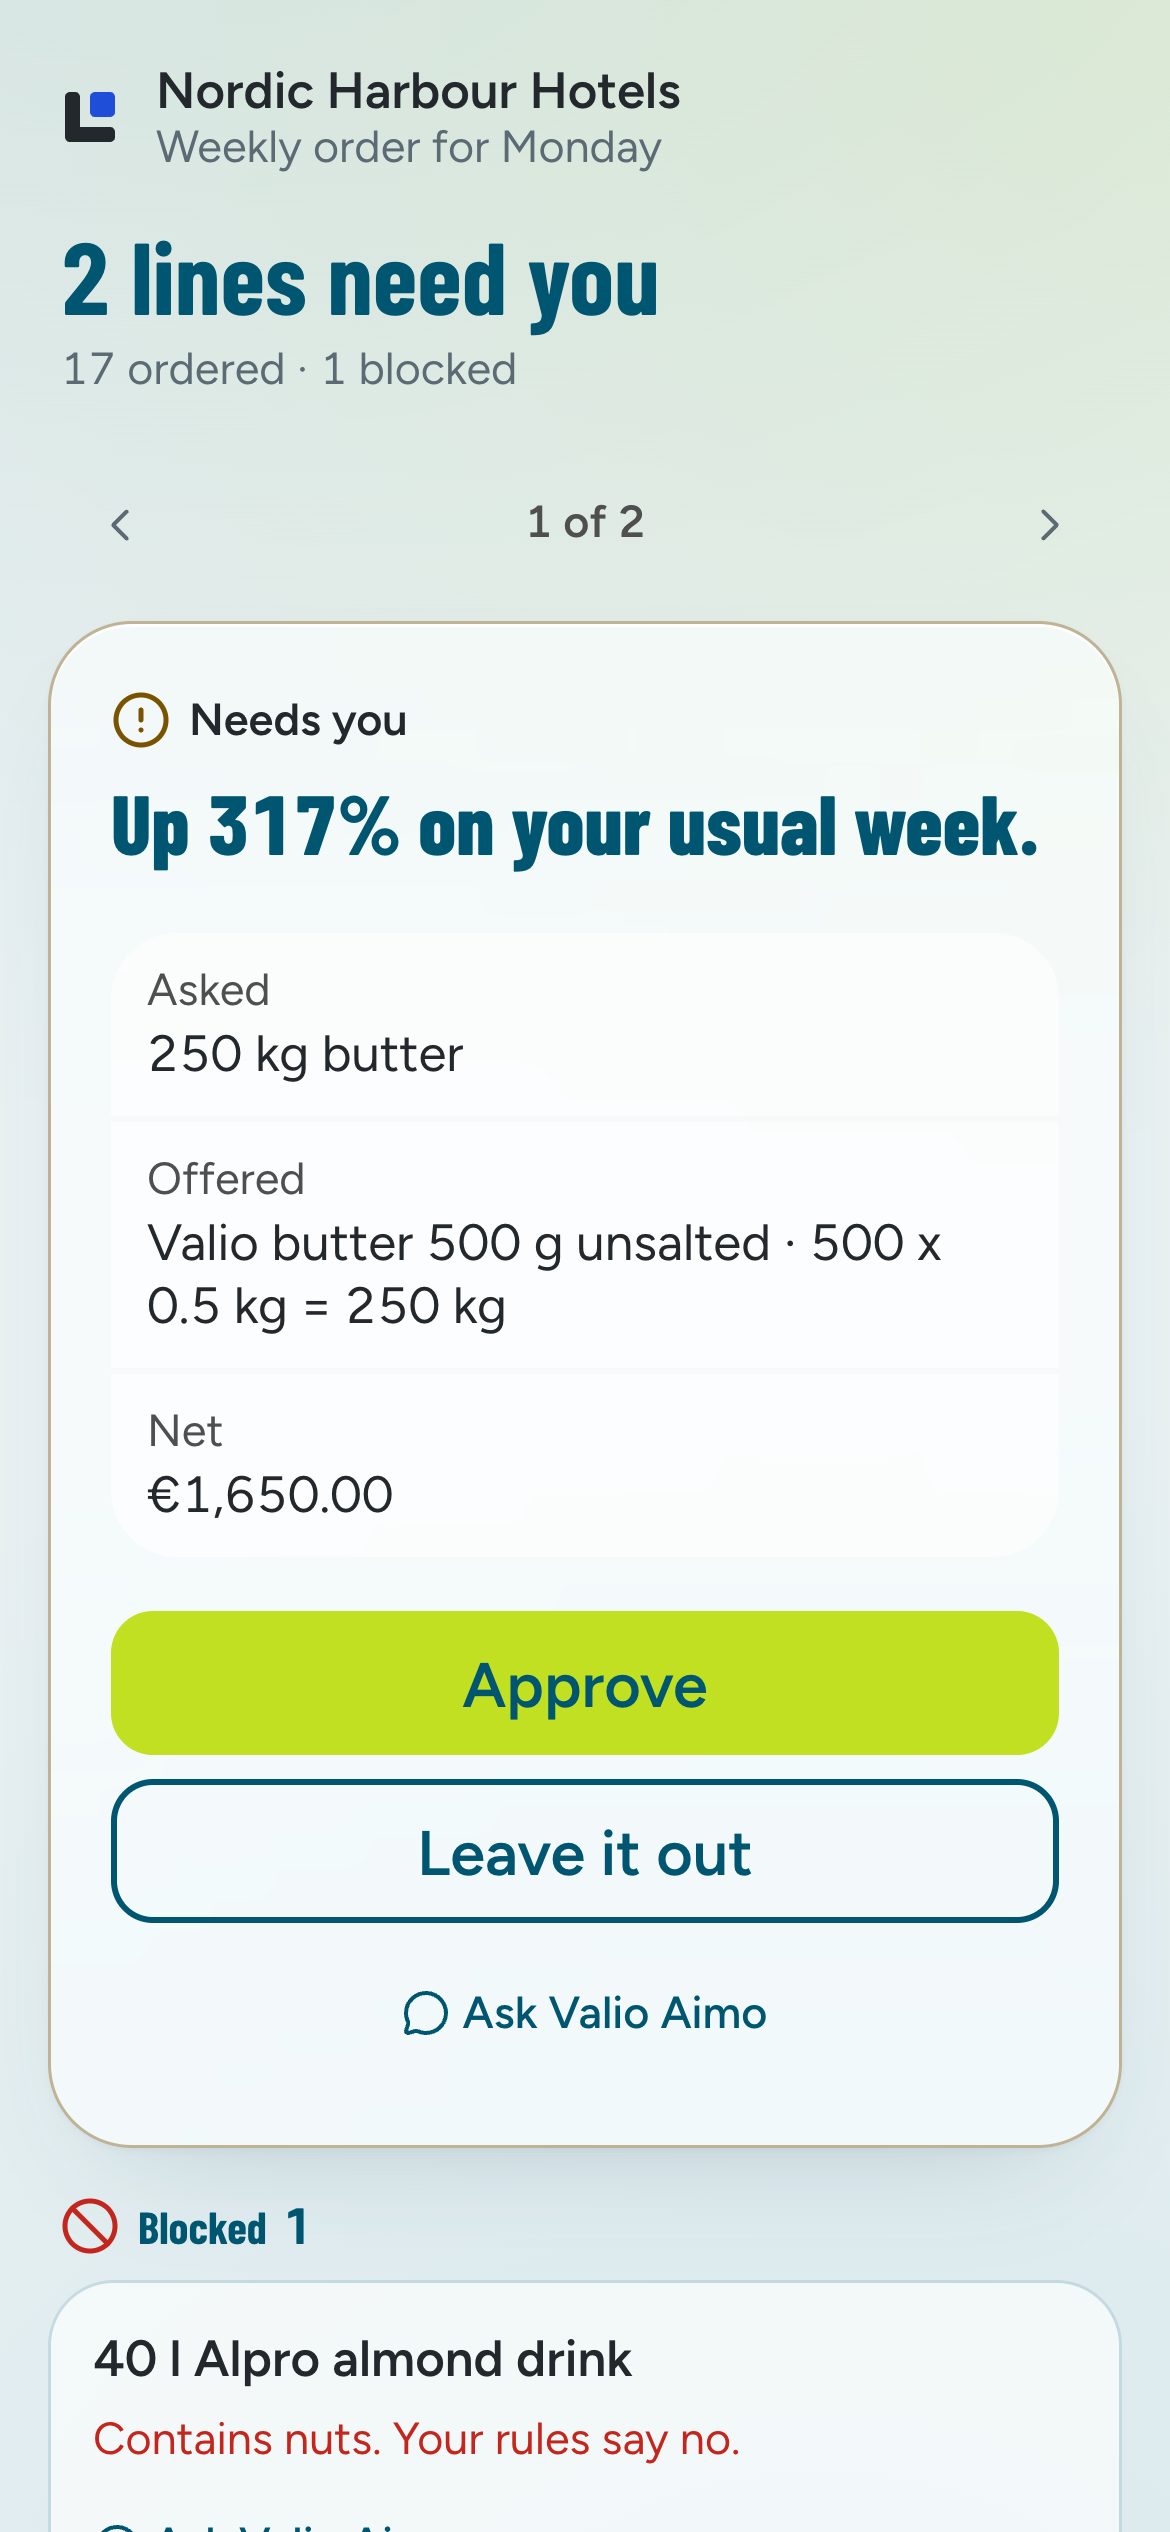 Nordic Harbour Hotels
Weekly order for Monday
2 lines need you
17 ordered · 1 blocked
1 of 2
Needs you
Up 317% on your usual week.
Asked
250 kg butter
Offered
Valio butter 500 g unsalted · 500 x
0.5 kg = 250 kg
Net
€1,650.00
Approve
Leave it out
Ask Valio Aimo
Blocked 1
40 l Alpro almond drink
Contains nuts. Your rules say no.